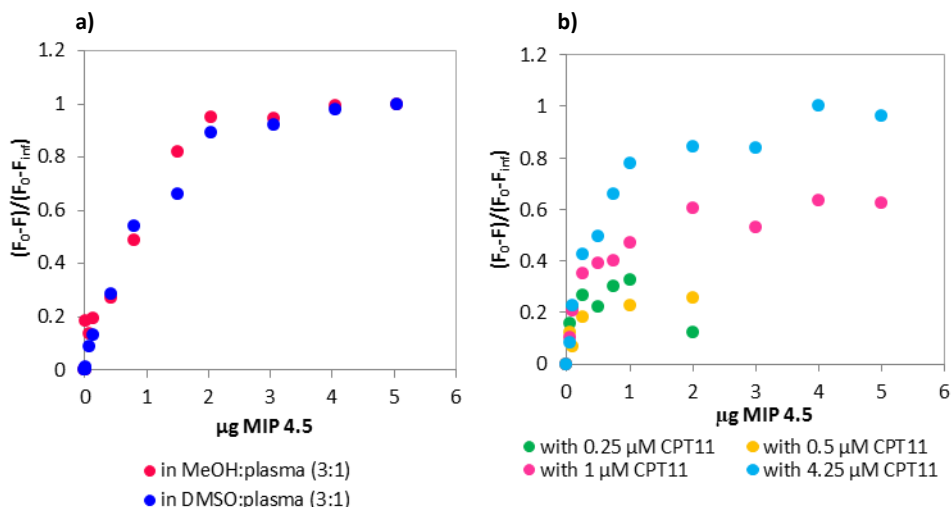 a)
1.2
1
0.8
0.6
0.4
0.2
0
(F₀-F)/(F₀-Fᵢₙf)
0 1 2 3 4 5 6
µg MIP 4.5
in MeOH:plasma (3:1)
in DMSO:plasma (3:1)
b)
1.2
1
0.8
0.6
0.4
0.2
0
(F₀-F)/(F₀-Fᵢₙf)
0 1 2 3 4 5 6
µg MIP 4.5
with 0.25 µM CPT11 with 0.5 µM CPT11
with 1 µM CPT11 with 4.25 µM CPT11